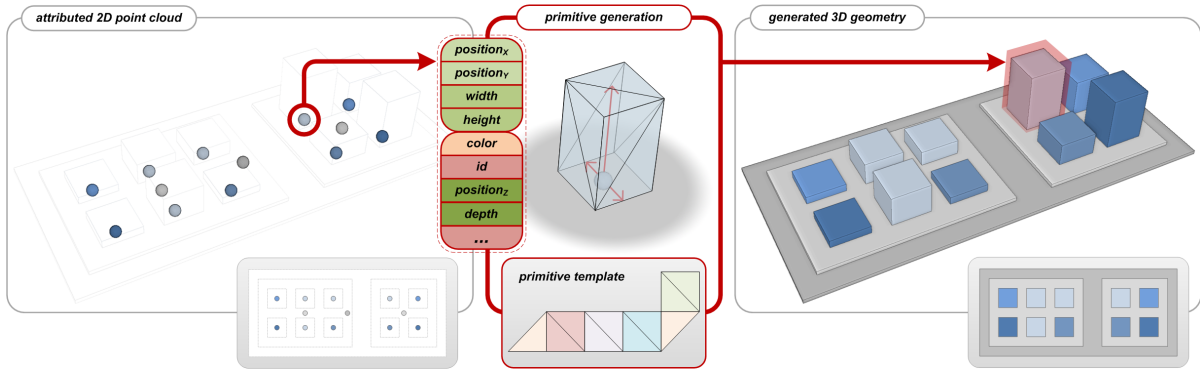 attributed 2D point cloud
primitive generation
generated 3D geometry
positionX
positionY
width
height
color
id
positionZ
depth
...
primitive template